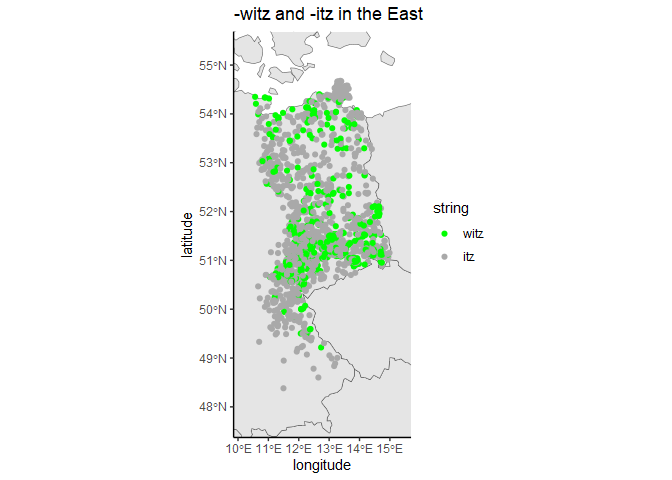 -witz and -itz in the East
55°N
54°N
53°N
52°N
51°N
50°N
49°N
48°N
latitude
10°E 11°E 12°E 13°E 14°E 15°E
longitude
string
witz
itz